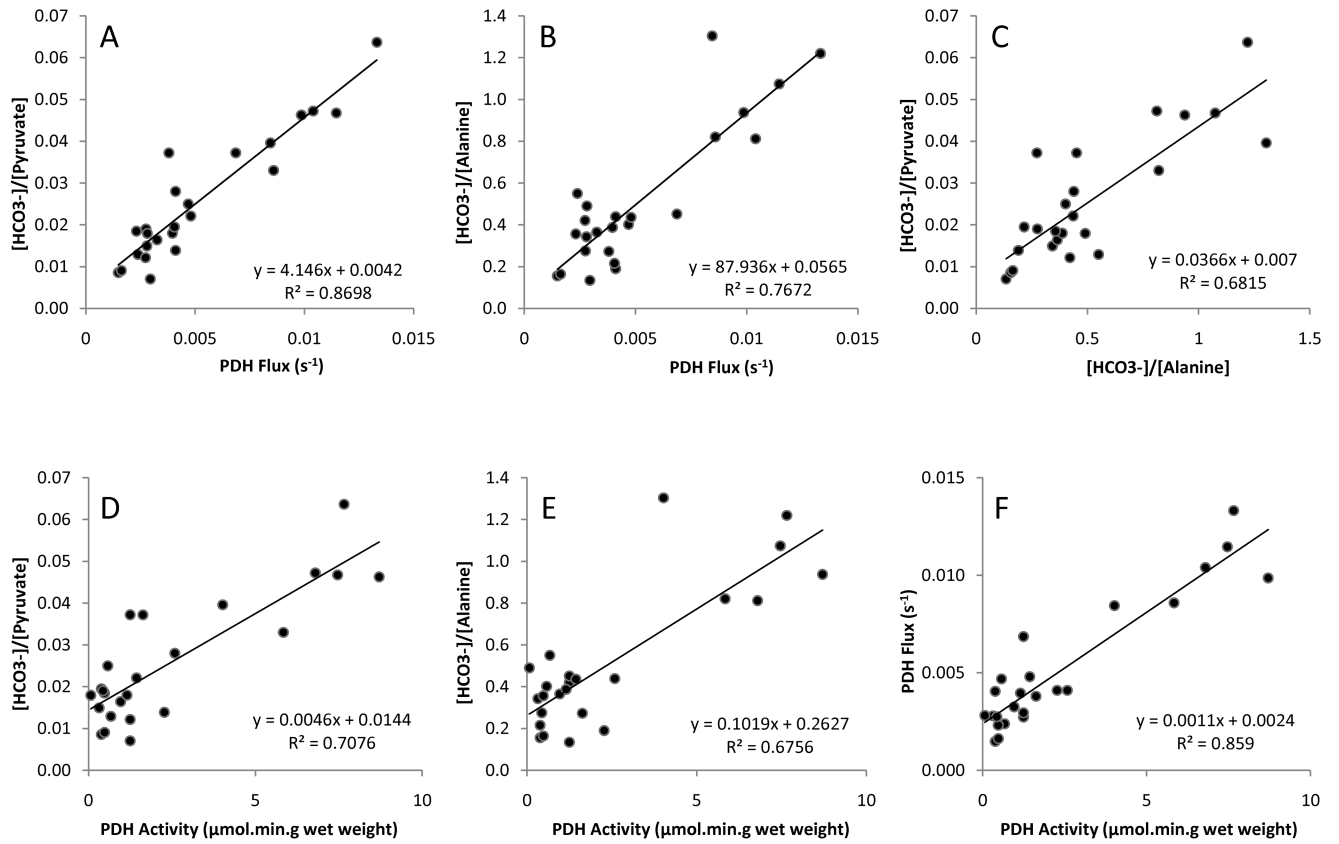 A
[HCO3-]/[Pyruvate]
0.07
0.06
0.05
0.04
0.03
0.02
0.01
0.00
0
0.005
0.01
0.015
y = 4.146x + 0.0042
R² = 0.8698
PDH Flux (s⁻¹)
B
[HCO3-]/[Alanine]
1.4
1.2
1.0
0.8
0.6
0.4
0.2
0.0
0
0.005
0.01
0.015
y = 87.936x + 0.0565
R² = 0.7672
PDH Flux (s⁻¹)
C
[HCO3-]/[Pyruvate]
0.07
0.06
0.05
0.04
0.03
0.02
0.01
0.00
0
0.5
1
1.5
y = 0.0366x + 0.007
R² = 0.6815
[HCO3-]/[Alanine]
D
[HCO3-]/[Pyruvate]
0.07
0.06
0.05
0.04
0.03
0.02
0.01
0.00
0
5
10
y = 0.0046x + 0.0144
R² = 0.7076
PDH Activity (µmol.min.g wet weight)
E
[HCO3-]/[Alanine]
1.4
1.2
1.0
0.8
0.6
0.4
0.2
0.0
0
5
10
y = 0.1019x + 0.2627
R² = 0.6756
PDH Activity (µmol.min.g wet weight)
F
PDH Flux (s⁻¹)
0.015
0.010
0.005
0.000
0
5
10
y = 0.0011x + 0.0024
R² = 0.859
PDH Activity (µmol.min.g wet weight)